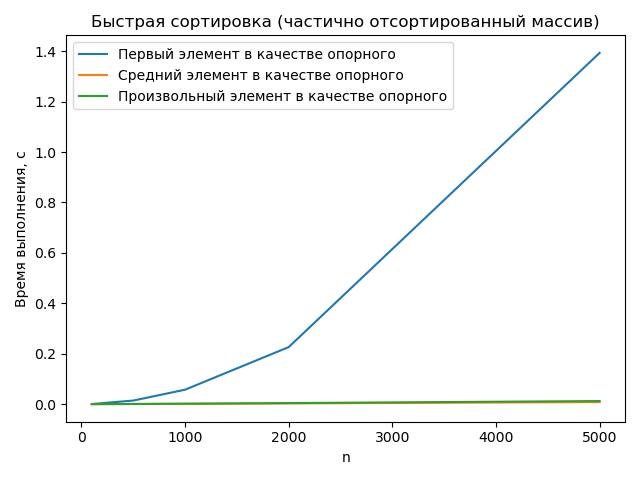 Быстрая сортировка (частично отсортированный массив)
Первый элемент в качестве опорного
Средний элемент в качестве опорного
Произвольный элемент в качестве опорного
Время выполнения, с
1.4
1.2
1.0
0.8
0.6
0.4
0.2
0.0
0 1000 2000 3000 4000 5000
n